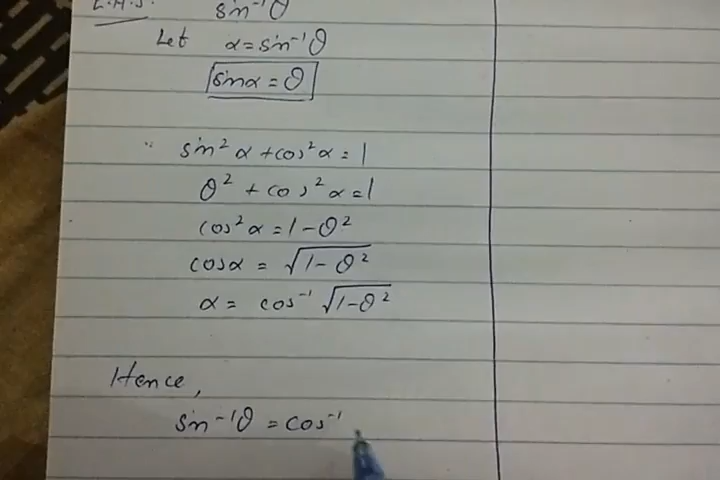 L.H.S. sin⁻¹θ
Let α = sin⁻¹θ
sinα = θ
∵ sin²α + cos²α = 1
θ² + cos²α = 1
cos²α = 1 - θ²
cosα = √(1 - θ²)
α = cos⁻¹ √(1 - θ²)
Hence,
sin⁻¹θ = cos⁻¹